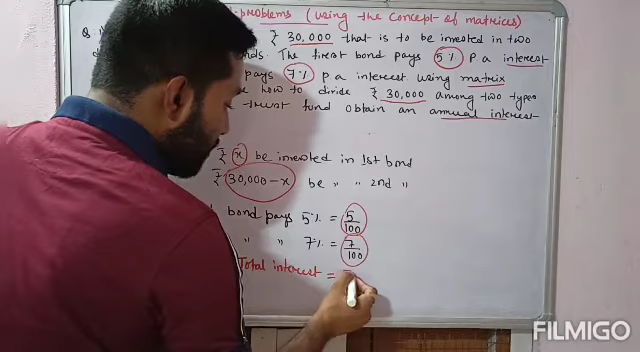 problems (using the concept of matrices)
Q ₹ 30,000 that is to be invested in two
onds. The first bond pays 5% p a interest
pays 7% p a interest using matrix
how to divide ₹ 30,000 among two types
trust fund obtain an annual interest
₹ x be invested in 1st bond
₹ 30,000 - x be " " 2nd "
bond pays 5% = 5/100
" " 7% = 7/100
Total interest =
FILMIGO